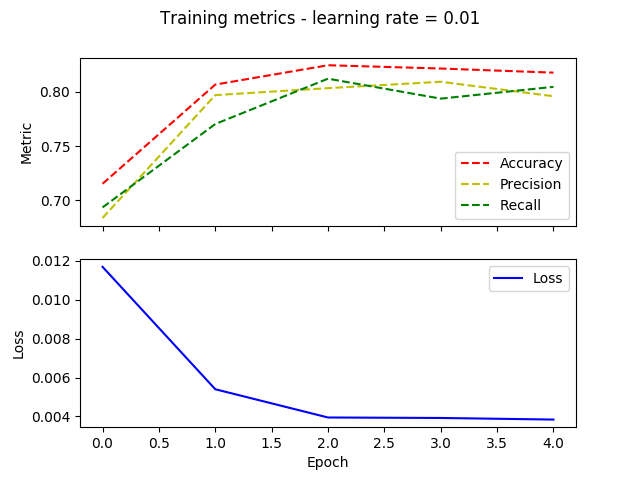 Training metrics - learning rate = 0.01
0.80
0.75
0.70
Metric
Accuracy
Precision
Recall
0.012
0.010
0.008
0.006
0.004
Loss
Loss
0.0 0.5 1.0 1.5 2.0 2.5 3.0 3.5 4.0
Epoch